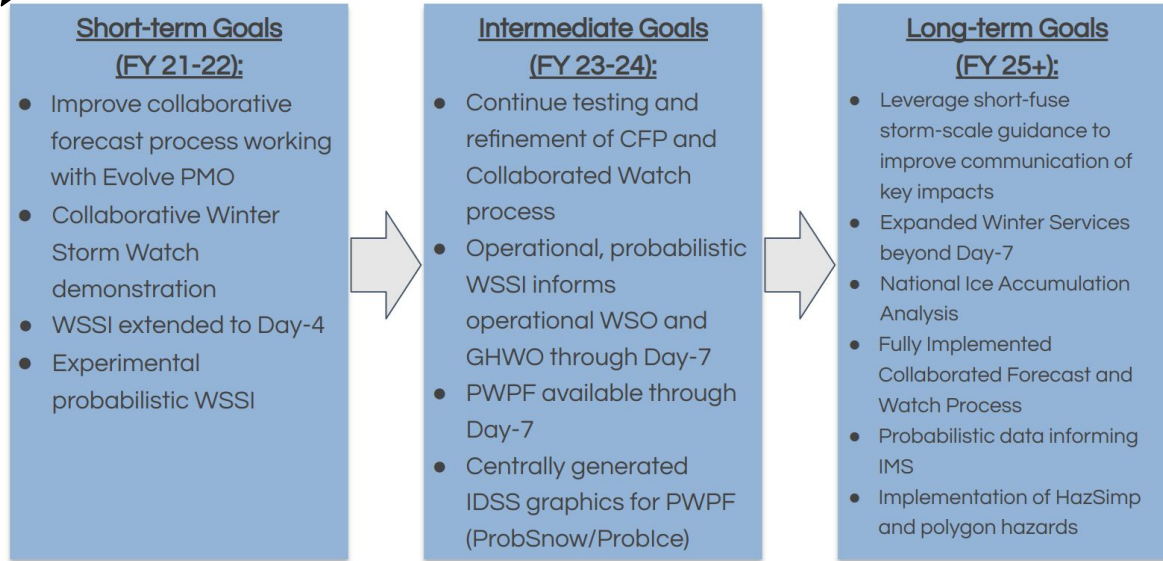 Short-term Goals
(FY 21-22):
● Improve collaborative
forecast process working
with Evolve PMO
● Collaborative Winter
Storm Watch
demonstration
● WSSI extended to Day-4
● Experimental
probabilistic WSSI
Intermediate Goals
(FY 23-24):
● Continue testing and
refinement of CFP and
Collaborated Watch
process
● Operational, probabilistic
WSSI informs
operational WSO and
GHWO through Day-7
● PWPF available through
Day-7
● Centrally generated
IDSS graphics for PWPF
(ProbSnow/ProbIce)
Long-term Goals
(FY 25+):
● Leverage short-fuse
storm-scale guidance to
improve communication of
key impacts
● Expanded Winter Services
beyond Day-7
● National Ice Accumulation
Analysis
● Fully Implemented
Collaborated Forecast and
Watch Process
● Probabilistic data informing
IMS
● Implementation of HazSimp
and polygon hazards